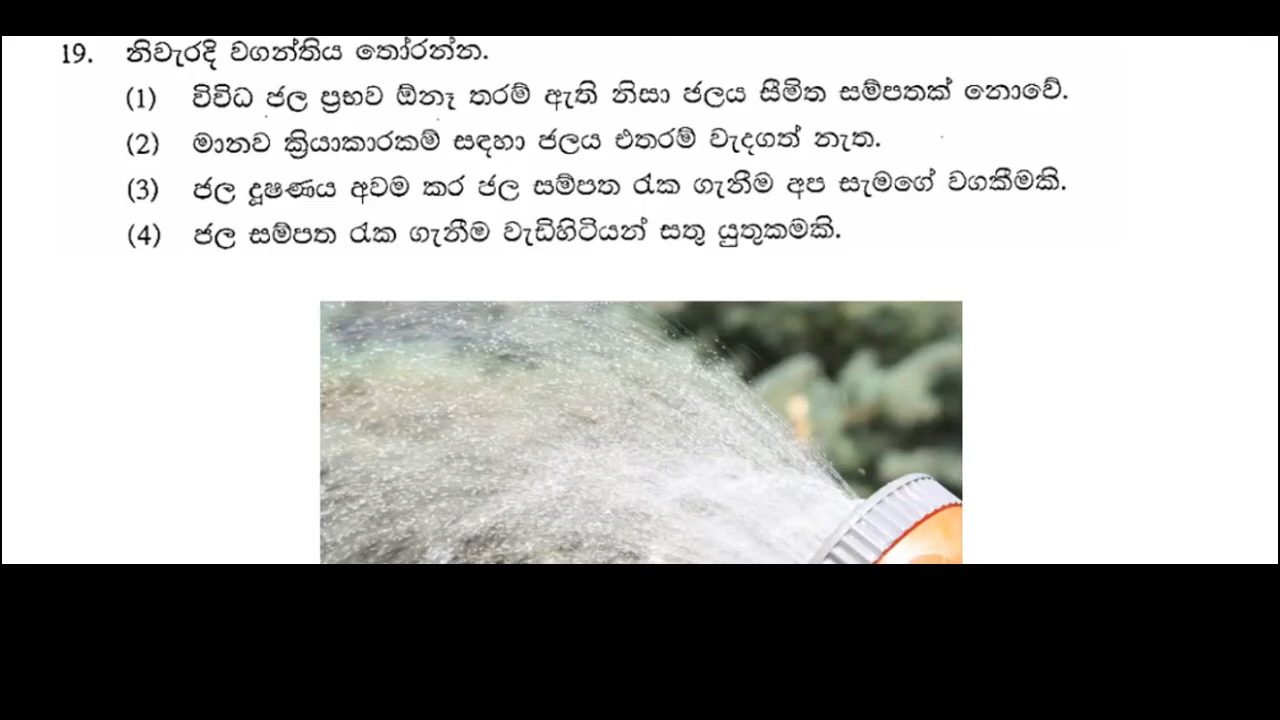 19. නිවැරදි වගන්තිය තෝරන්න.
(1) විවිධ ජල ප්‍රභව ඕනෑ තරම් ඇති නිසා ජලය සීමිත සම්පතක් නොවේ.
(2) මානව ක්‍රියාකාරකම් සඳහා ජලය එතරම් වැදගත් නැත.
(3) ජල දූෂණය අවම කර ජල සම්පත රැක ගැනීම අප සැමගේ වගකීමකි.
(4) ජල සම්පත රැක ගැනීම වැඩිහිටියන් සතු යුතුකමකි.